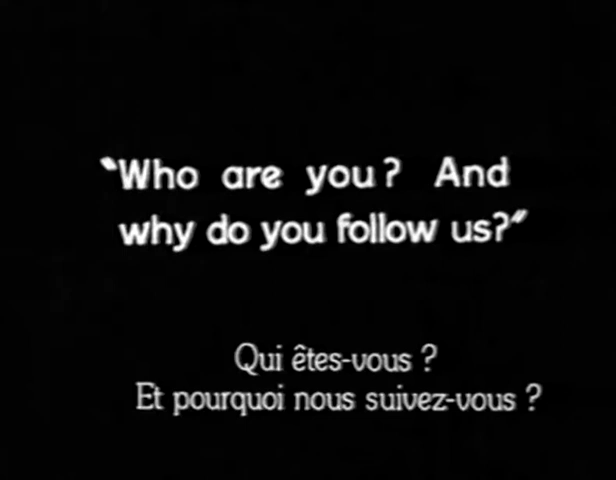 “Who are you? And
why do you follow us?”
Qui êtes-vous ?
Et pourquoi nous suivez-vous ?